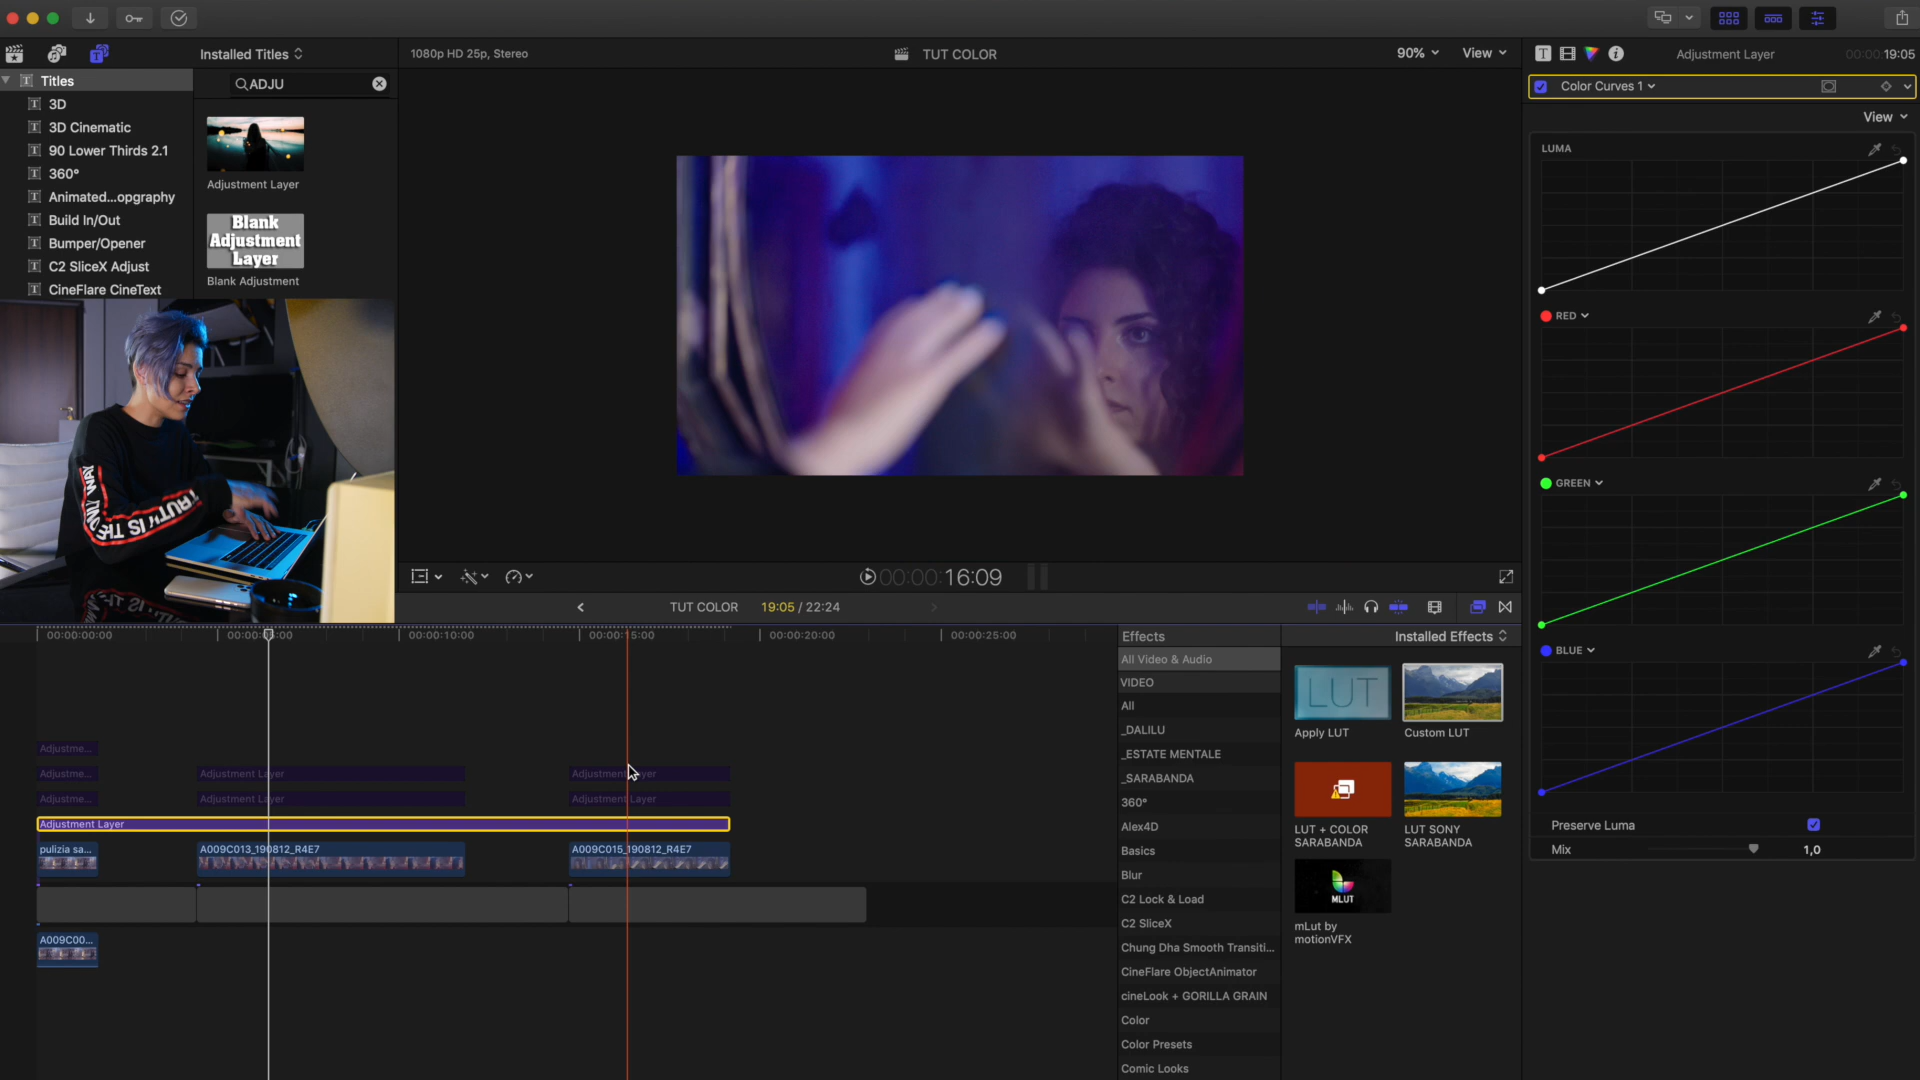 Installed Titles
1080p HD 25p, Stereo
TUT COLOR
90%
View
Adjustment Layer
00:00:19:05
Titles
ADJU
Color Curves 1
3D
3D Cinematic
90 Lower Thirds 2.1
360°
Animated...opgraphy
Build In/Out
Bumper/Opener
C2 SliceX Adjust
CineFlare CineText
Adjustment Layer
Blank
Adjustment
Layer
Blank Adjustment
View
LUMA
RED
GREEN
BLUE
Preserve Luma
Mix
1,0
TRUTH IS THE ONLY WAY
00:00:00:16:09
TUT COLOR
19:05 / 22:24
00:00:00:00
00:00:10:00
00:00:15:00
00:00:20:00
00:00:25:00
Adjustme...
Adjustme...
Adjustment Layer
Adjustme...
Adjustment Layer
Adjustment Layer
Adjustment Layer
pulizia sa...
A009C013_190812_R4E7
A009C015_190812_R4E7
A009C00...
Effects
Installed Effects
All Video & Audio
VIDEO
All
_DALILU
_ESTATE MENTALE
_SARABANDA
360°
Alex4D
Basics
Blur
C2 Lock & Load
C2 SliceX
Chung Dha Smooth Transiti...
CineFlare ObjectAnimator
cineLook + GORILLA GRAIN
Color
Color Presets
Comic Looks
LUT
Apply LUT
Custom LUT
LUT + COLOR
SARABANDA
LUT SONY
SARABANDA
MLUT
mLut by
motionVFX